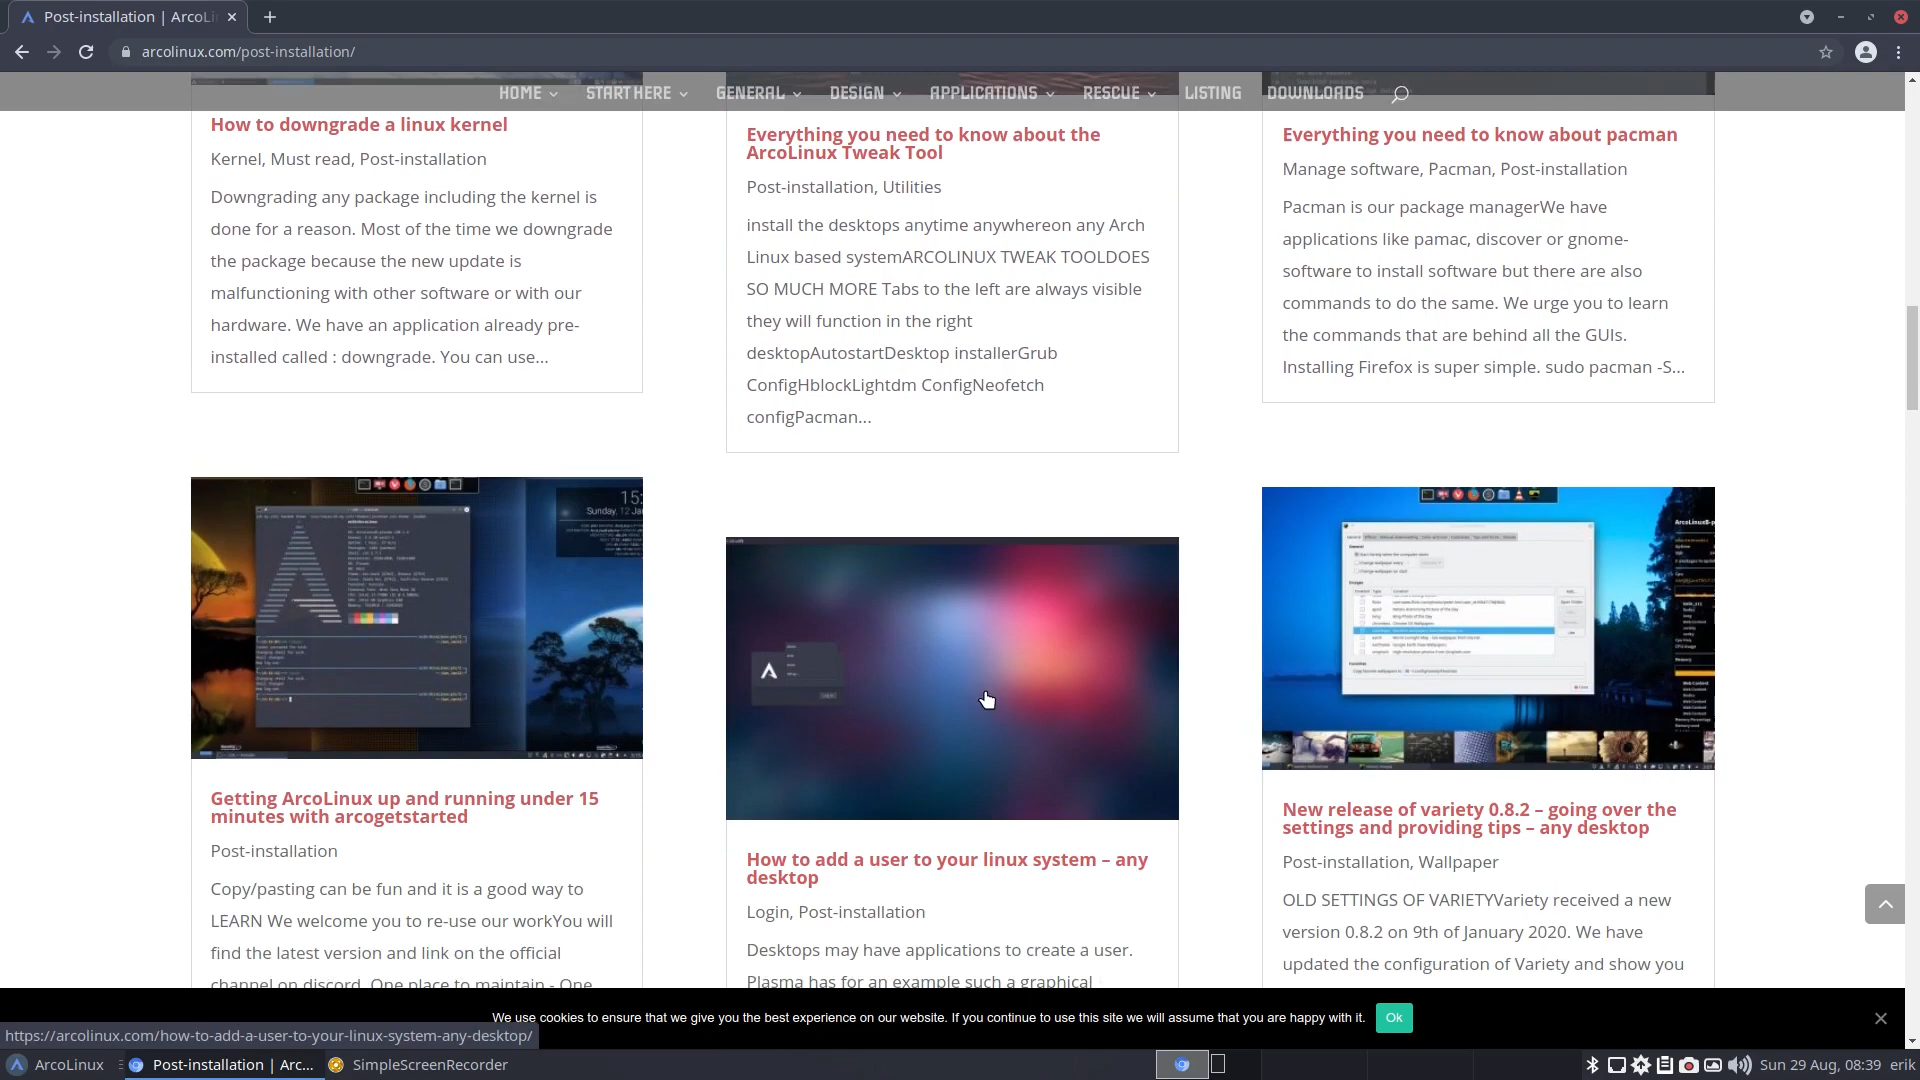 Post-installation | ArcoLi
arcolinux.com/post-installation/
HOME START HERE GENERAL DESIGN APPLICATIONS RESCUE LISTING DOWNLOADS
How to downgrade a linux kernel
Kernel, Must read, Post-installation
Downgrading any package including the kernel is
done for a reason. Most of the time we downgrade
the package because the new update is
malfunctioning with other software or with our
hardware. We have an application already pre-
installed called : downgrade. You can use...
Everything you need to know about the
ArcoLinux Tweak Tool
Post-installation, Utilities
install the desktops anytime anywhereon any Arch
Linux based systemARCOLINUX TWEAK TOOLDOES
SO MUCH MORE Tabs to the left are always visible
they will function in the right
desktopAutostartDesktop installerGrub
ConfigHblockLightdm ConfigNeofetch
configPacman...
Everything you need to know about pacman
Manage software, Pacman, Post-installation
Pacman is our package managerWe have
applications like pamac, discover or gnome-
software to install software but there are also
commands to do the same. We urge you to learn
the commands that are behind all the GUIs.
Installing Firefox is super simple. sudo pacman -S...
15:
Sunday, 12 Ja
Getting ArcoLinux up and running under 15
minutes with arcogetstarted
Post-installation
Copy/pasting can be fun and it is a good way to
LEARN We welcome you to re-use our workYou will
find the latest version and link on the official
channel on discord. One place to maintain - One
How to add a user to your linux system – any
desktop
Login, Post-installation
Desktops may have applications to create a user.
Plasma has for an example such a graphical
New release of variety 0.8.2 – going over the
settings and providing tips – any desktop
Post-installation, Wallpaper
OLD SETTINGS OF VARIETYVariety received a new
version 0.8.2 on 9th of January 2020. We have
updated the configuration of Variety and show you
We use cookies to ensure that we give you the best experience on our website. If you continue to use this site we will assume that you are happy with it. Ok
https://arcolinux.com/how-to-add-a-user-to-your-linux-system-any-desktop/
ArcoLinux Post-installation | Arc... SimpleScreenRecorder Sun 29 Aug, 08:39 erik